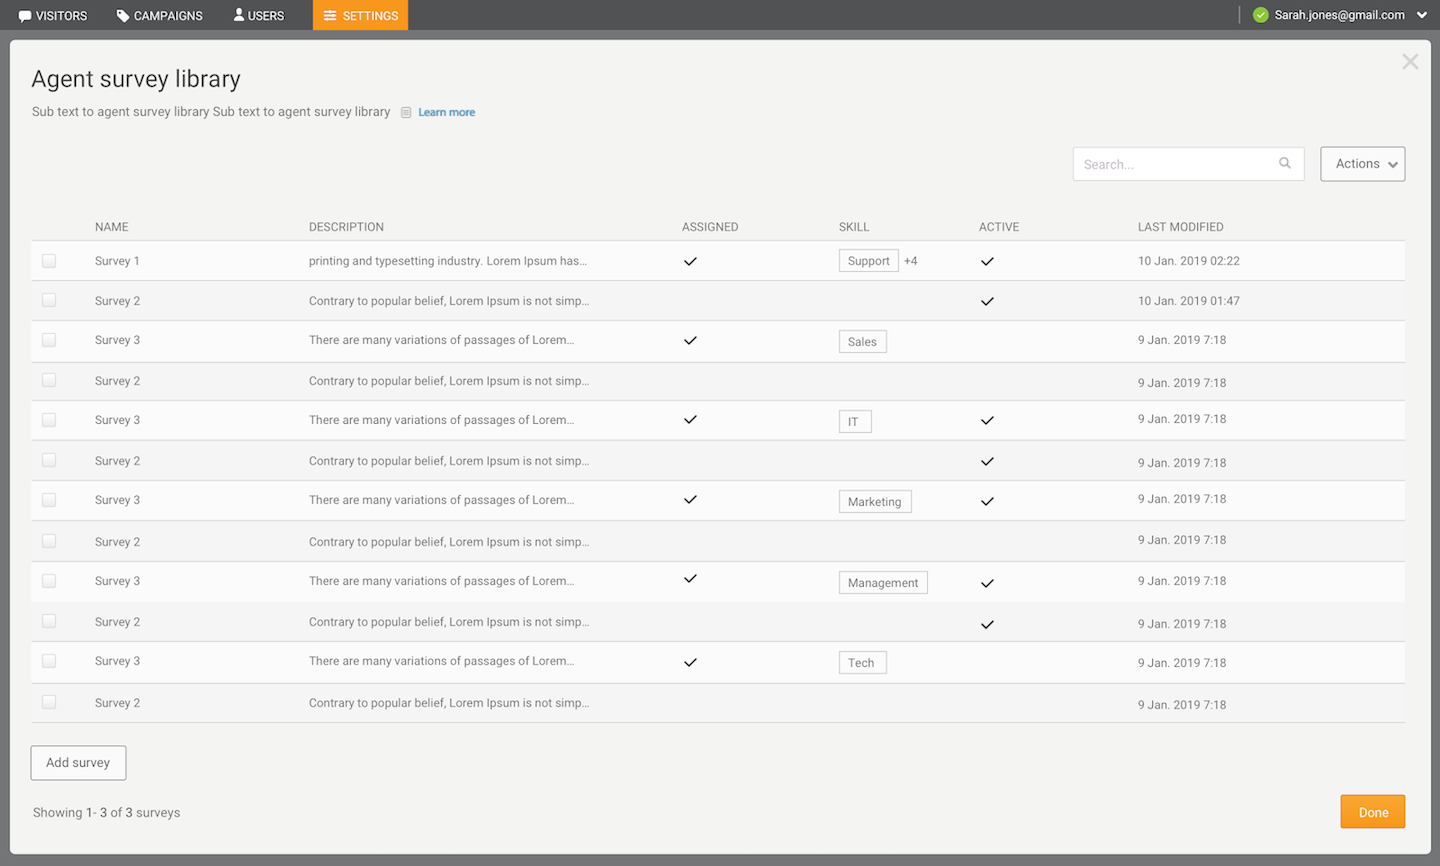 VISITORS CAMPAIGNS USERS SETTINGS Sarah.jones@gmail.com
Agent survey library
Sub text to agent survey library Sub text to agent survey library Learn more
Search... Actions
NAME DESCRIPTION ASSIGNED SKILL ACTIVE LAST MODIFIED
Survey 1 printing and typesetting industry. Lorem Ipsum has... Support +4 10 Jan. 2019 02:22
Survey 2 Contrary to popular belief, Lorem Ipsum is not simp... 10 Jan. 2019 01:47
Survey 3 There are many variations of passages of Lorem... Sales 9 Jan. 2019 7:18
Survey 2 Contrary to popular belief, Lorem Ipsum is not simp... 9 Jan. 2019 7:18
Survey 3 There are many variations of passages of Lorem... IT 9 Jan. 2019 7:18
Survey 2 Contrary to popular belief, Lorem Ipsum is not simp... 9 Jan. 2019 7:18
Survey 3 There are many variations of passages of Lorem... Marketing 9 Jan. 2019 7:18
Survey 2 Contrary to popular belief, Lorem Ipsum is not simp... 9 Jan. 2019 7:18
Survey 3 There are many variations of passages of Lorem... Management 9 Jan. 2019 7:18
Survey 2 Contrary to popular belief, Lorem Ipsum is not simp... 9 Jan. 2019 7:18
Survey 3 There are many variations of passages of Lorem... Tech 9 Jan. 2019 7:18
Survey 2 Contrary to popular belief, Lorem Ipsum is not simp... 9 Jan. 2019 7:18
Add survey
Showing 1- 3 of 3 surveys Done